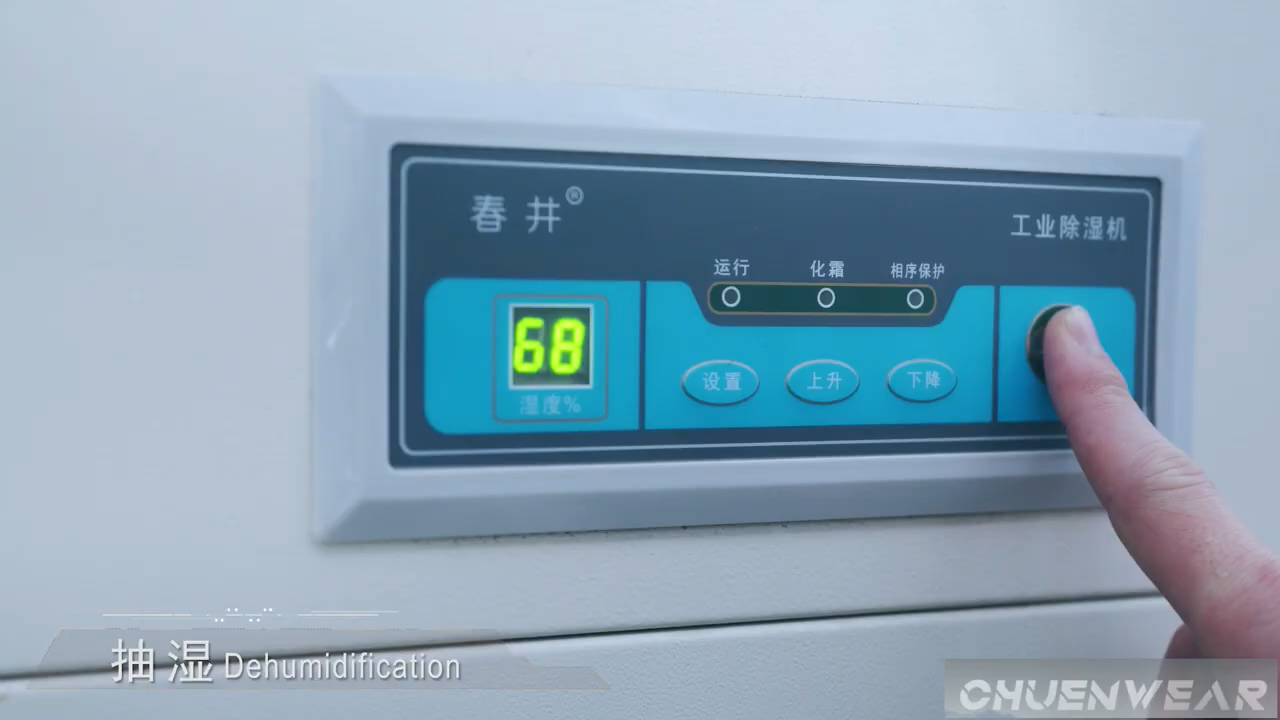 春井®
工业除湿机
运行 化霜 相序保护
68
湿度%
设置 上升 下降
抽湿 Dehumidification
CHUENWEAR